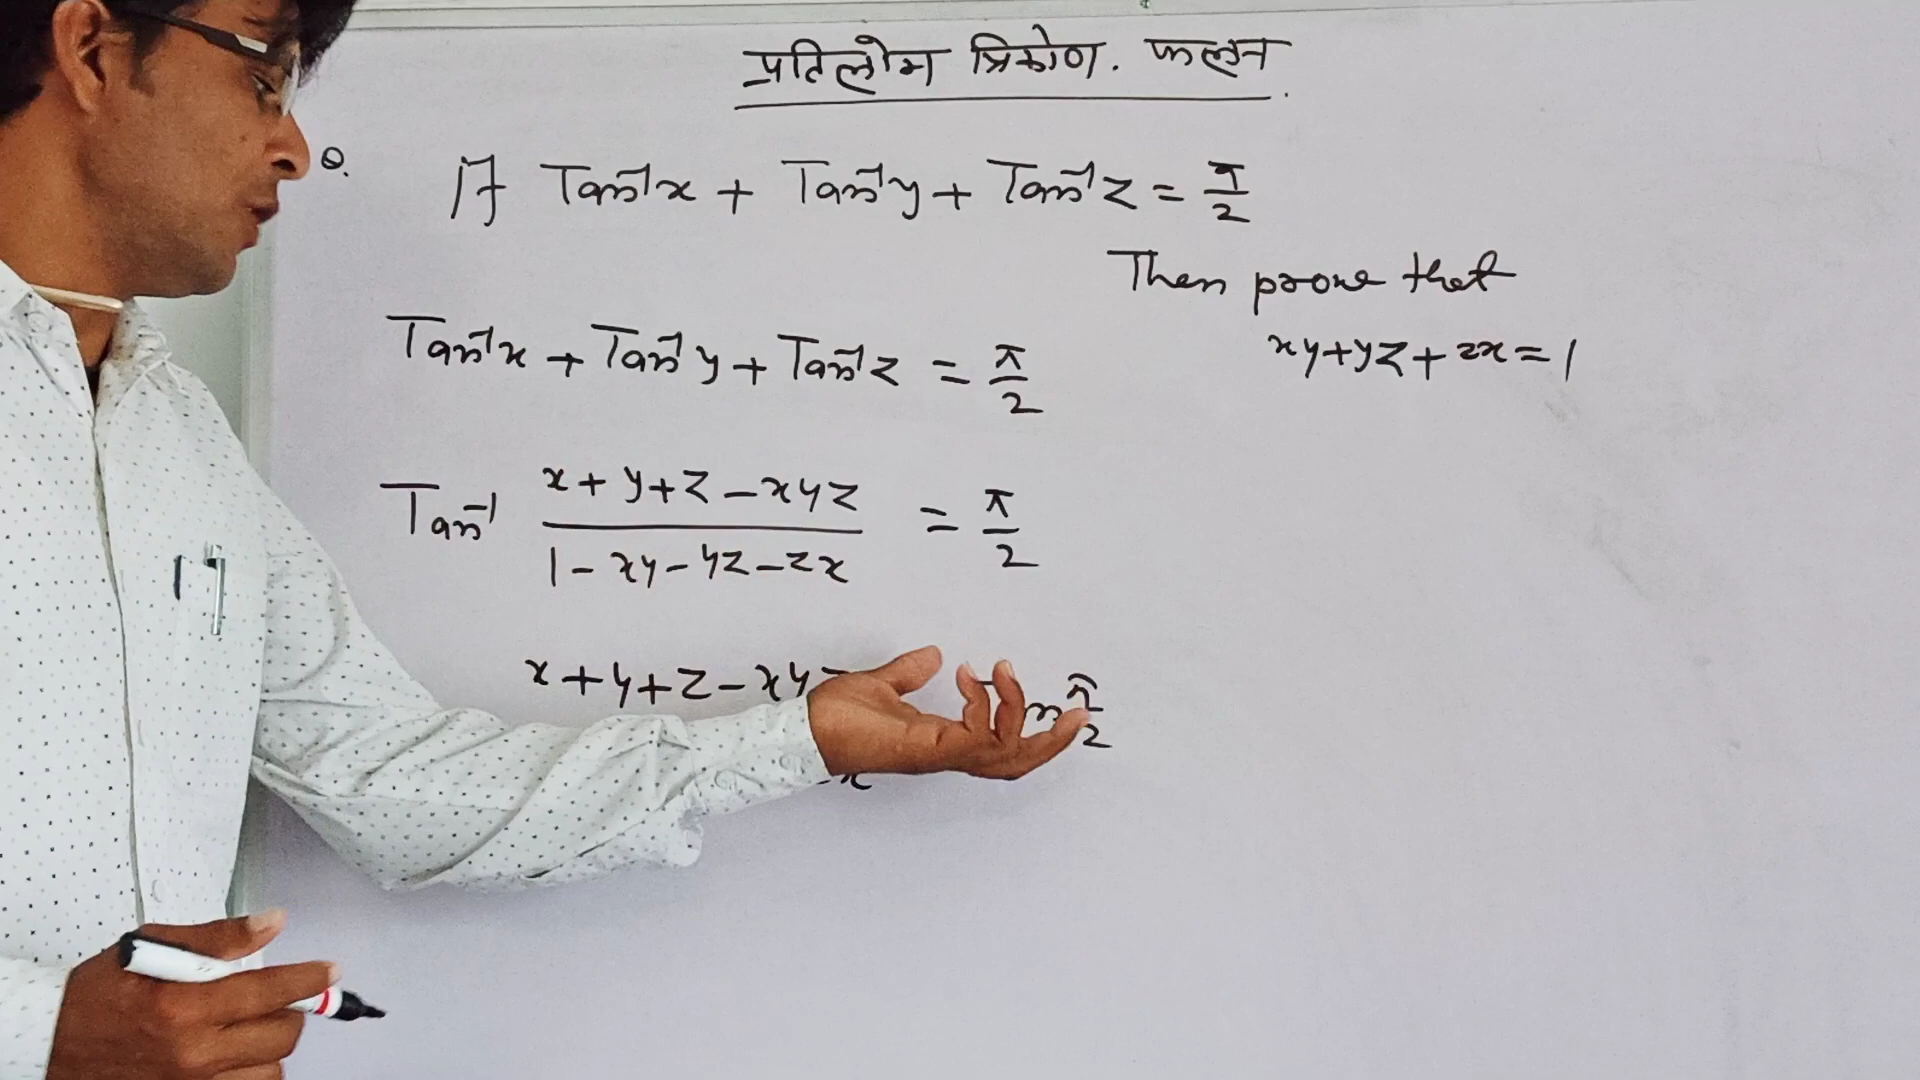 प्रतिलोम त्रिकोण. फलन
Q. If Tan⁻¹x + Tan⁻¹y + Tan⁻¹z = π/2
Then prove that
xy+yz+zx=1
Tan⁻¹x + Tan⁻¹y + Tan⁻¹z = π/2
Tan⁻¹ (x+y+z-xyz)/(1-xy-yz-zx) = π/2
x+y+z-xy π/2
x